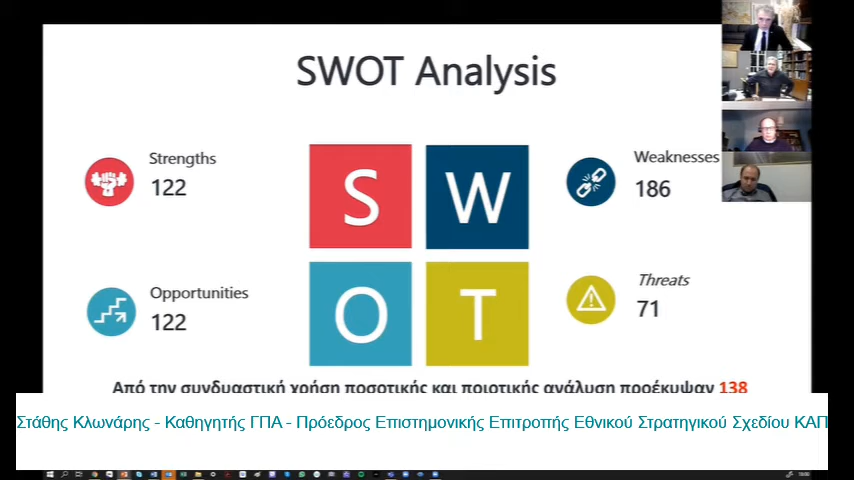 SWOT Analysis
Strengths
122
S
W
Weaknesses
186
Opportunities
122
O
T
Threats
71
Από την συνδυαστική χρήση ποσοτικής και ποιοτικής ανάλυση προέκυψαν 138
Στάθης Κλωνάρης - Καθηγητής ΓΠΑ - Πρόεδρος Επιστημονικής Επιτροπής Εθνικού Στρατηγικού Σχεδίου ΚΑΠ